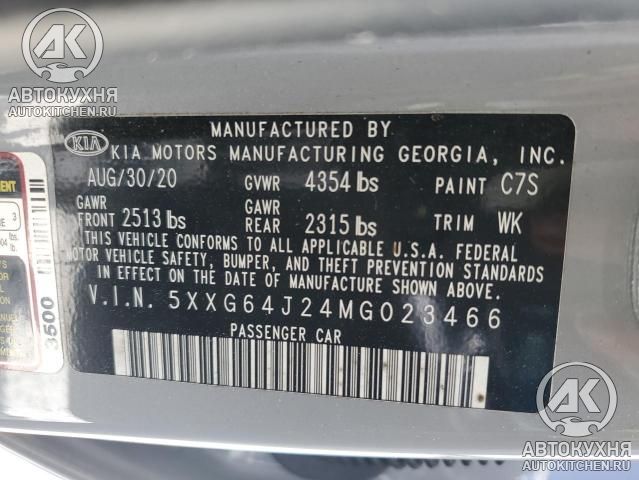 AK
АВТОКУХНЯ
AUTOKITCHEN.RU
MANUFACTURED BY
KIA KIA MOTORS MANUFACTURING GEORGIA, INC.
AUG/30/20 GVWR 4354 lbs PAINT C7S
GAWR FRONT 2513 lbs GAWR REAR 2315 lbs TRIM WK
THIS VEHICLE CONFORMS TO ALL APPLICABLE U.S.A. FEDERAL
MOTOR VEHICLE SAFETY, BUMPER, AND THEFT PREVENTION STANDARDS
IN EFFECT ON THE DATE OF MANUFACTURE SHOWN ABOVE.
V.I.N. 5XXG64J24MG023466
PASSENGER CAR
3500
AK
АВТОКУХНЯ
AUTOKITCHEN.RU